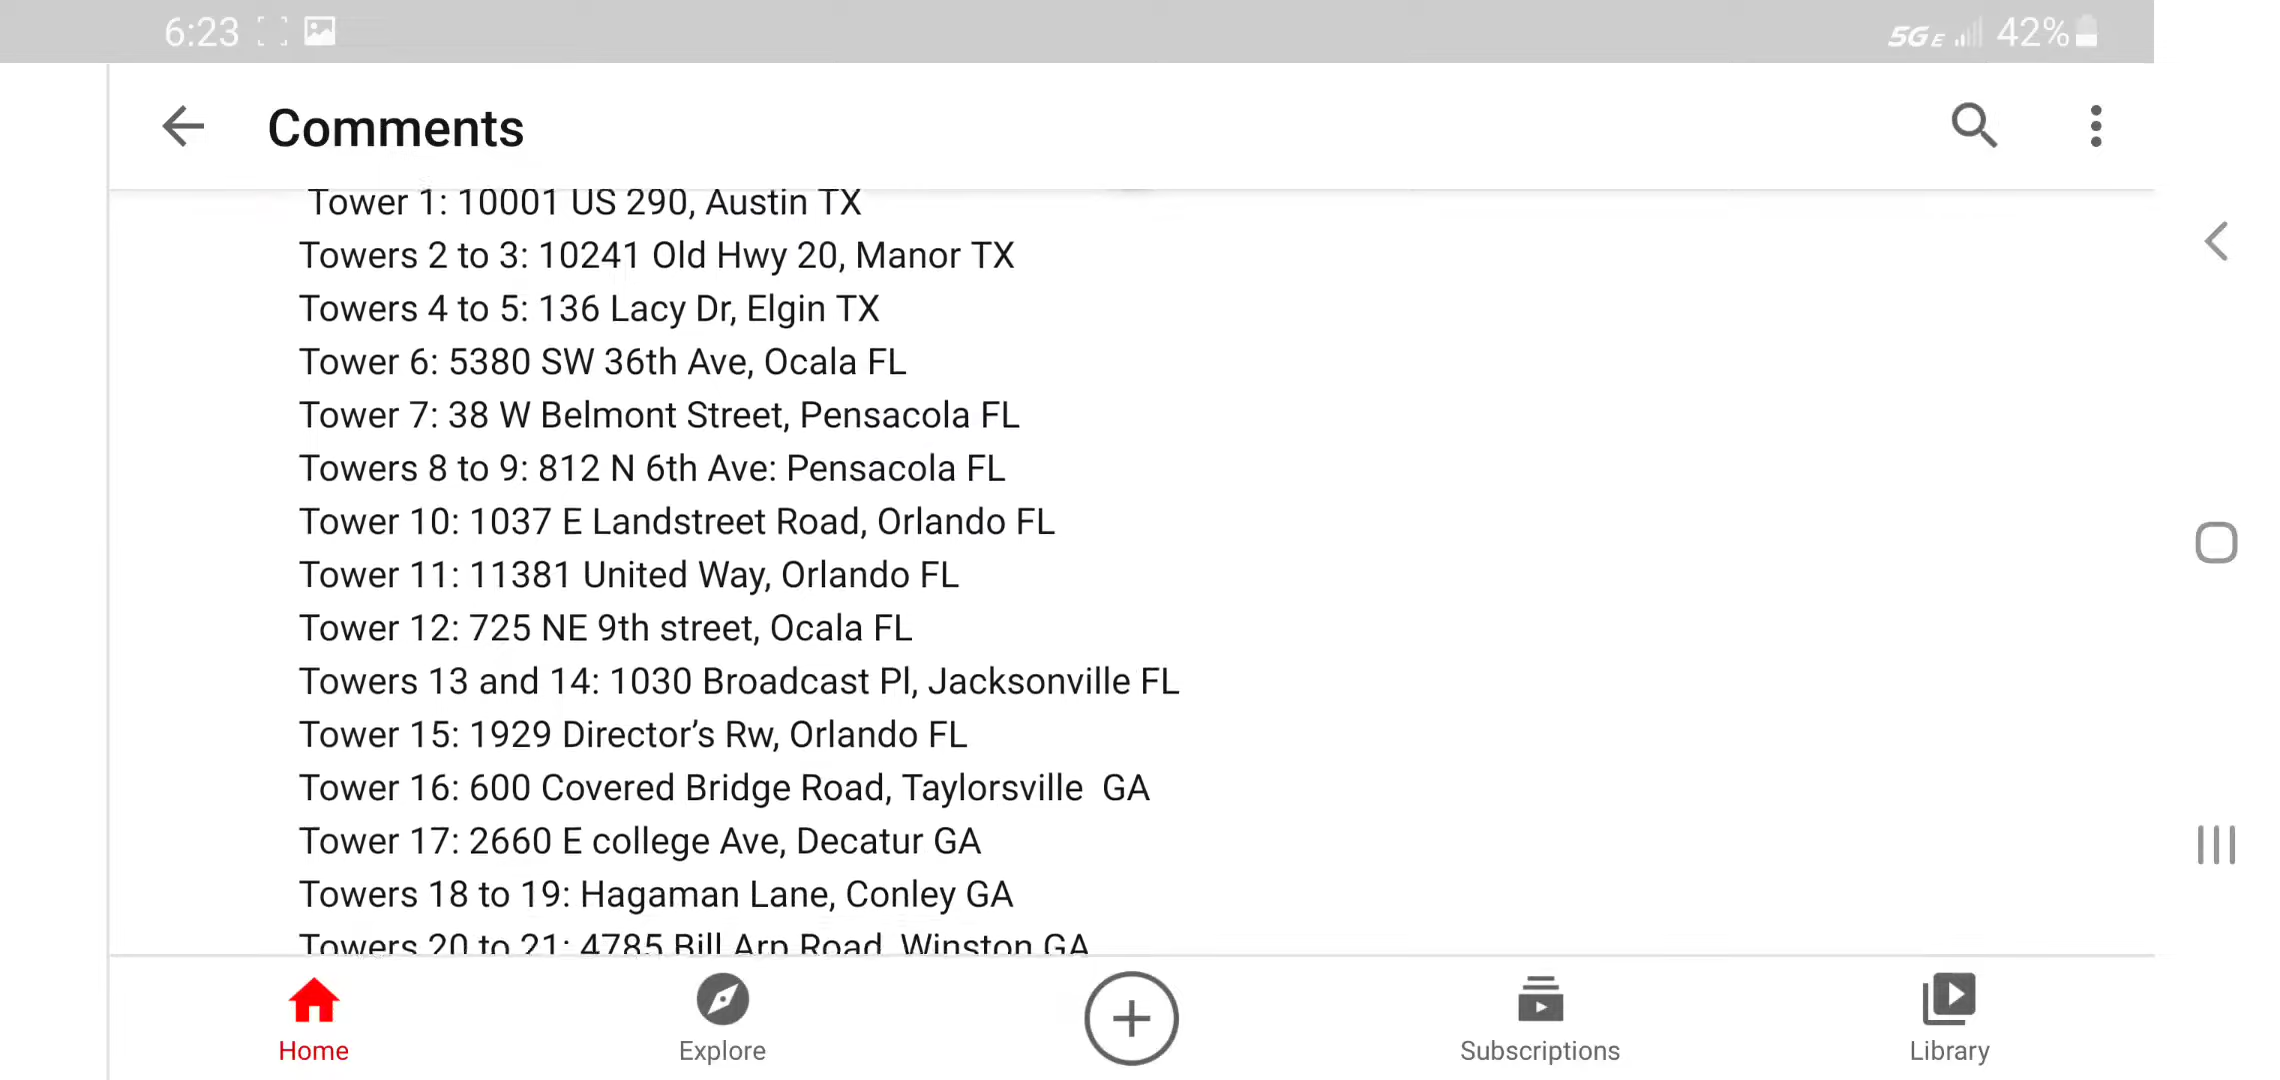 6:23
5GE 42%
Comments
Tower 1: 10001 US 290, Austin TX
Towers 2 to 3: 10241 Old Hwy 20, Manor TX
Towers 4 to 5: 136 Lacy Dr, Elgin TX
Tower 6: 5380 SW 36th Ave, Ocala FL
Tower 7: 38 W Belmont Street, Pensacola FL
Towers 8 to 9: 812 N 6th Ave: Pensacola FL
Tower 10: 1037 E Landstreet Road, Orlando FL
Tower 11: 11381 United Way, Orlando FL
Tower 12: 725 NE 9th street, Ocala FL
Towers 13 and 14: 1030 Broadcast Pl, Jacksonville FL
Tower 15: 1929 Director’s Rw, Orlando FL
Tower 16: 600 Covered Bridge Road, Taylorsville  GA
Tower 17: 2660 E college Ave, Decatur GA
Towers 18 to 19: Hagaman Lane, Conley GA
Towers 20 to 21: 4785 Bill Arp Road, Winston GA
Home
Explore
Subscriptions
Library